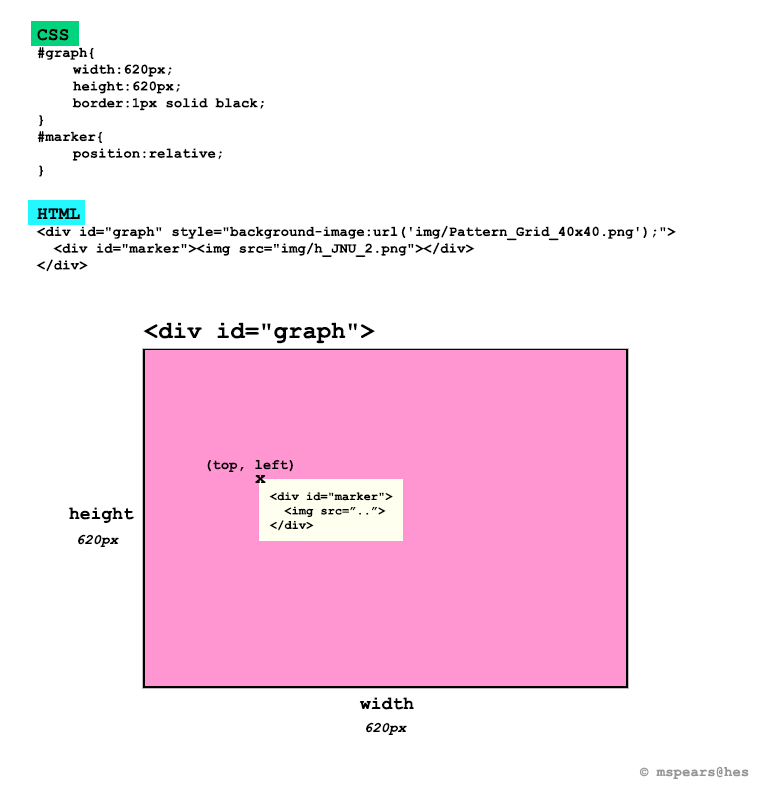 CSS
#graph{
width:620px;
height:620px;
border:1px solid black;
}
#marker{
position:relative;
}
HTML
<div id="graph" style="background-image:url('img/Pattern_Grid_40x40.png');">
<div id="marker"><img src="img/h_JNU_2.png"></div>
</div>
<div id="graph">
(top, left)
x
<div id="marker">
<img src=”..”>
</div>
height
620px
width
620px
© mspears@hes